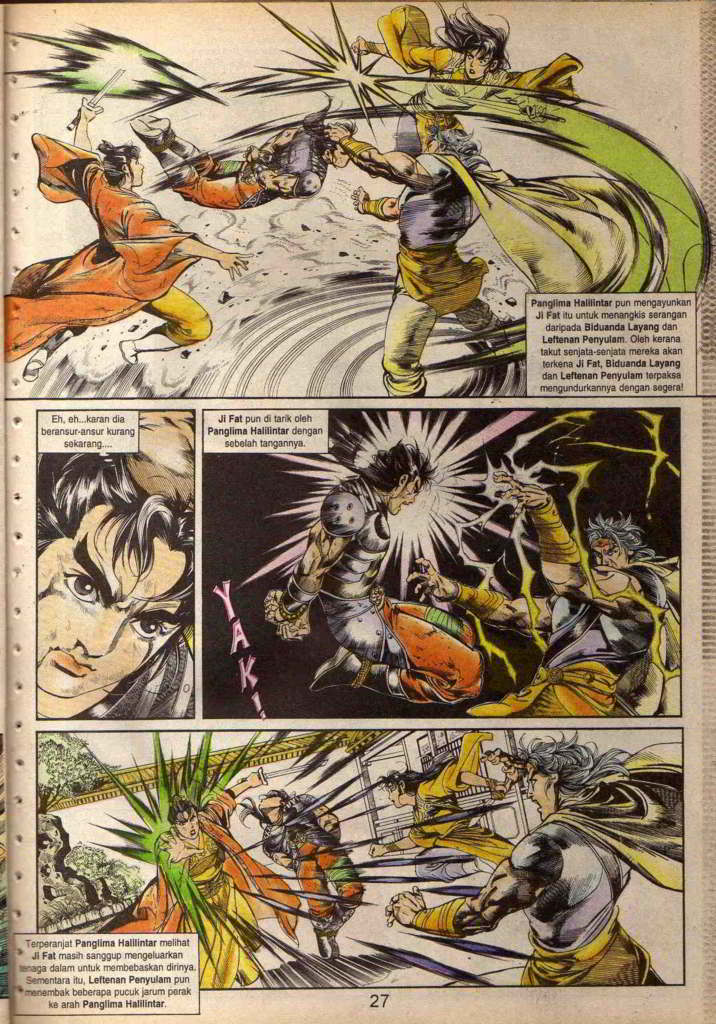 Panglima Halilintar pun mengayunkan
Ji Fat itu untuk menangkis serangan
daripada Biduanda Layang dan
Leftenan Penyulam. Oleh kerana
takut senjata-senjata mereka akan
terkena Ji Fat, Biduanda Layang
dan Leftenan Penyulam terpaksa
mengundurkannya dengan segera!
Eh, eh...karan dia
beransur-ansur kurang
sekarang....
Ji Fat pun di tarik oleh
Panglima Halilintar dengan
sebelah tangannya.
YAK!
Terperanjat Panglima Halilintar melihat
Ji Fat masih sanggup mengeluarkan
tenaga dalam untuk membebaskan dirinya.
Sementara itu, Leftenan Penyulam pun
menembak beberapa pucuk jarum perak
ke arah Panglima Halilintar.
27